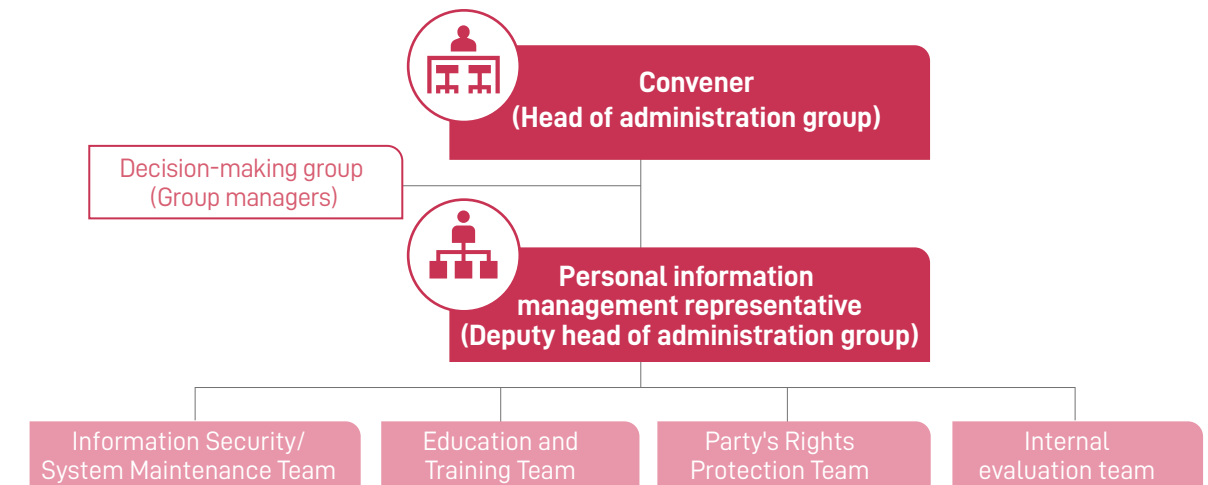 Convener
(Head of administration group)
Decision-making group
(Group managers)
Personal information
management representative
(Deputy head of administration group)
Information Security/
System Maintenance Team
Education and
Training Team
Party's Rights
Protection Team
Internal
evaluation team